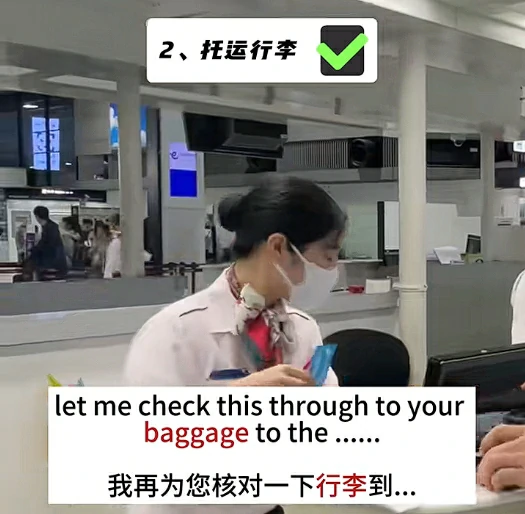 2、托运行李
let me check this through to your
baggage to the ......
我再为您核对一下行李到...